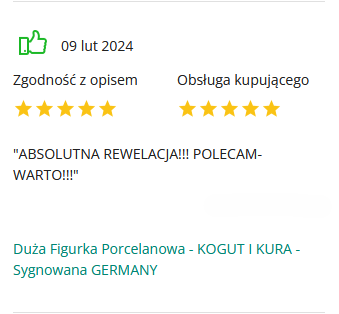 09 lut 2024
Zgodność z opisem Obsługa kupującego
"ABSOLUTNA REWELACJA!!! POLECAM-
WARTO!!!"
Duża Figurka Porcelanowa - KOGUT I KURA -
Sygnowana GERMANY